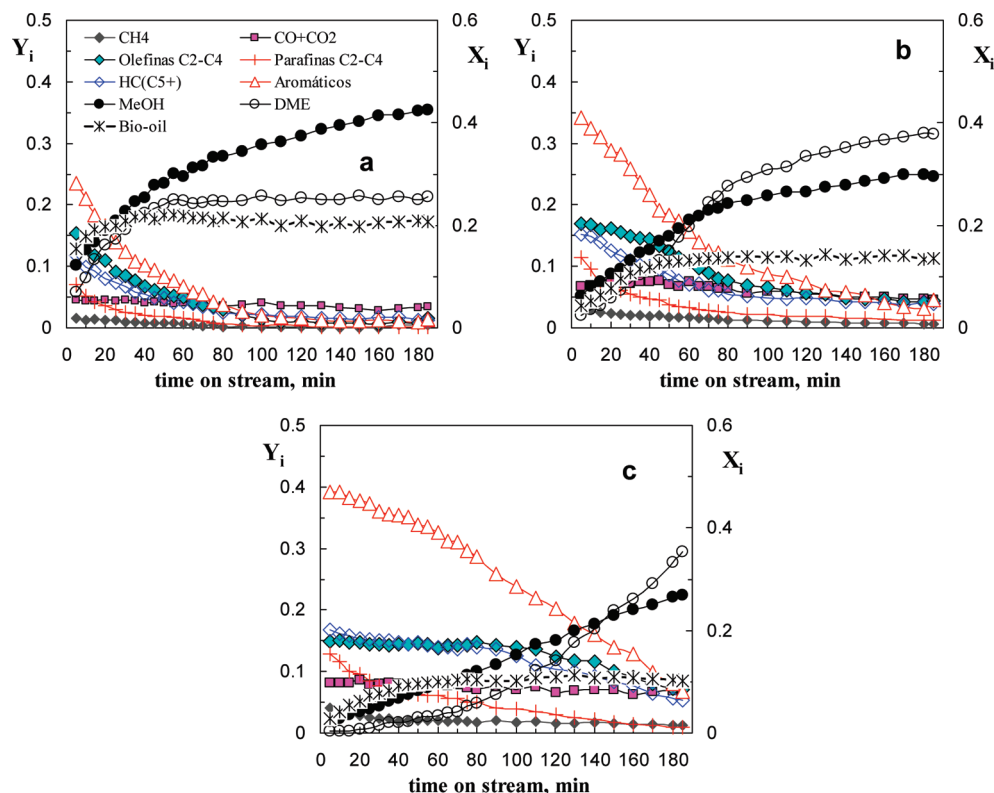 0.5
0.4
0.3
0.2
0.1
0
Y_i
CH4
CO+CO2
Olefinas C2-C4
Parafinas C2-C4
HC(C5+)
Aromáticos
MeOH
DME
Bio-oil
a
0.6
X_i
0.4
0.2
0
0 20 40 60 80 100 120 140 160 180
time on stream, min
0.5
0.4
0.3
0.2
0.1
0
Y_i
b
0.6
X_i
0.4
0.2
0
0 20 40 60 80 100 120 140 160 180
time on stream, min
0.5
0.4
0.3
0.2
0.1
0
Y_i
c
0.6
X_i
0.4
0.2
0
0 20 40 60 80 100 120 140 160 180
time on stream, min